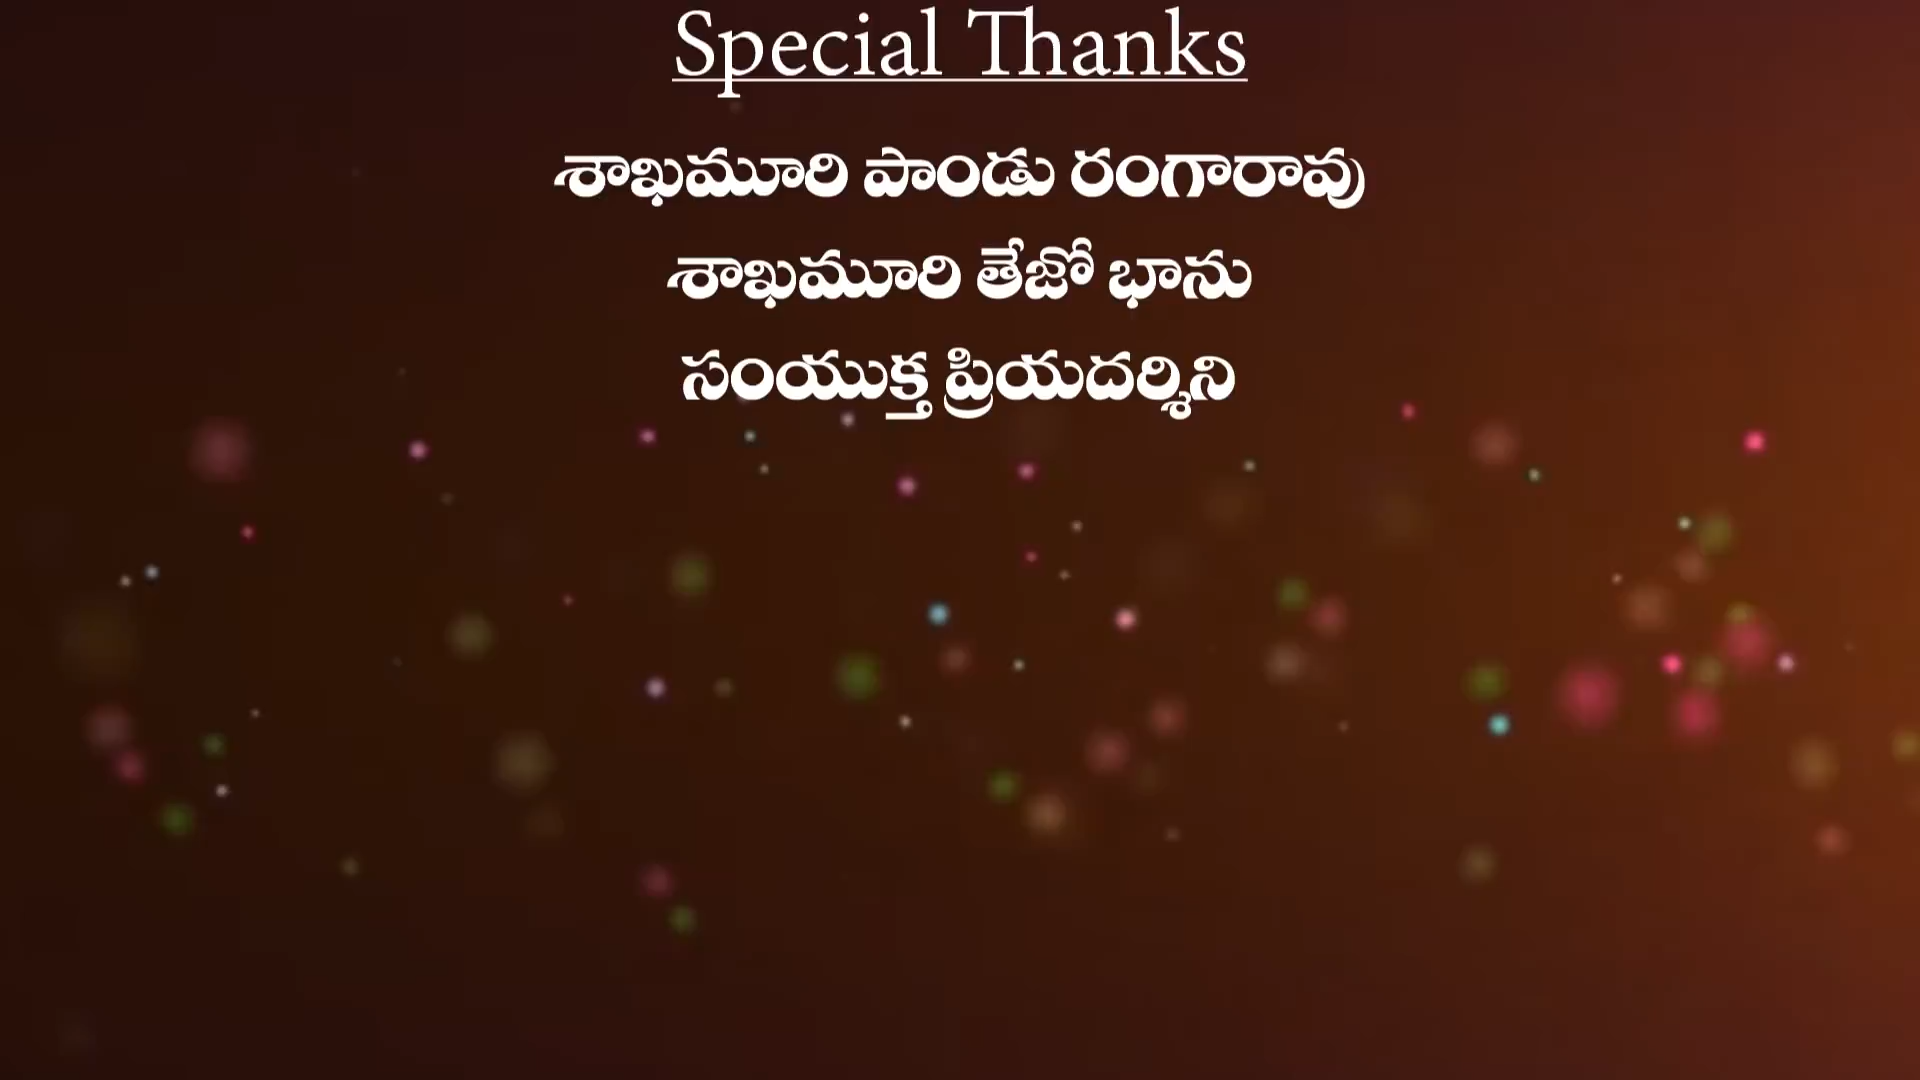 Special Thanks
శాఖమూరి పాండు రంగారావు
శాఖమూరి తేజో భాను
సంయుక్త ప్రియదర్శిని